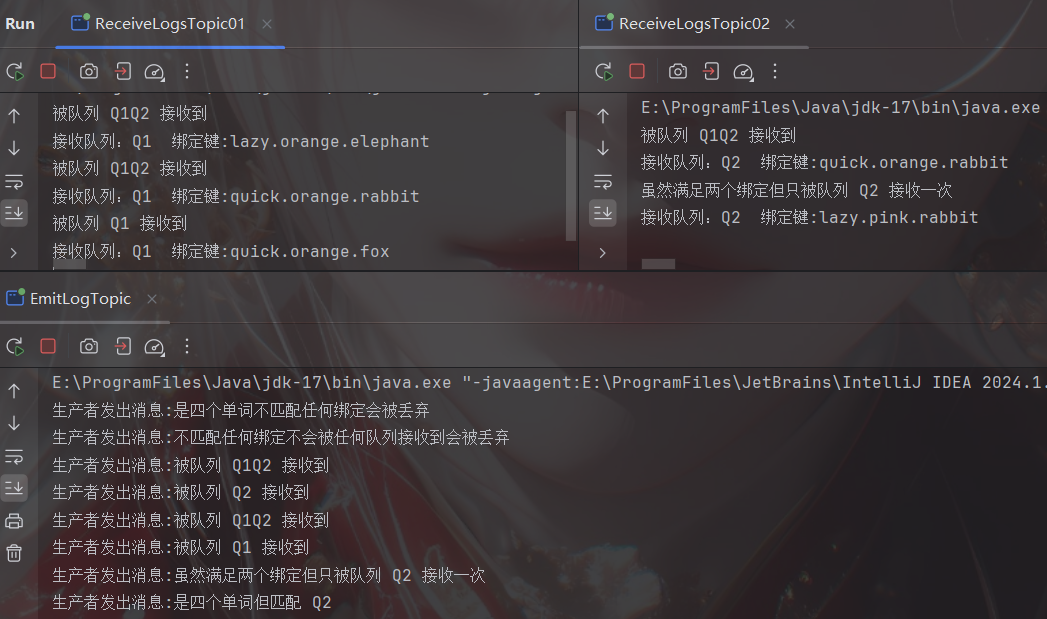 Run ReceiveLogsTopic01
被队列 Q1Q2 接收到
接收队列：Q1 绑定键:lazy.orange.elephant
被队列 Q1Q2 接收到
接收队列：Q1 绑定键:quick.orange.rabbit
被队列 Q1 接收到
接收队列：Q1 绑定键:quick.orange.fox
ReceiveLogsTopic02
E:\ProgramFiles\Java\jdk-17\bin\java.exe
被队列 Q1Q2 接收到
接收队列：Q2 绑定键:quick.orange.rabbit
虽然满足两个绑定但只被队列 Q2 接收一次
接收队列：Q2 绑定键:lazy.pink.rabbit
EmitLogTopic
E:\ProgramFiles\Java\jdk-17\bin\java.exe "-javaagent:E:\ProgramFiles\JetBrains\IntelliJ IDEA 2024.1.
生产者发出消息:是四个单词不匹配任何绑定会被丢弃
生产者发出消息:不匹配任何绑定不会被任何队列接收到会被丢弃
生产者发出消息:被队列 Q1Q2 接收到
生产者发出消息:被队列 Q2 接收到
生产者发出消息:被队列 Q1Q2 接收到
生产者发出消息:被队列 Q1 接收到
生产者发出消息:虽然满足两个绑定但只被队列 Q2 接收一次
生产者发出消息:是四个单词但匹配 Q2